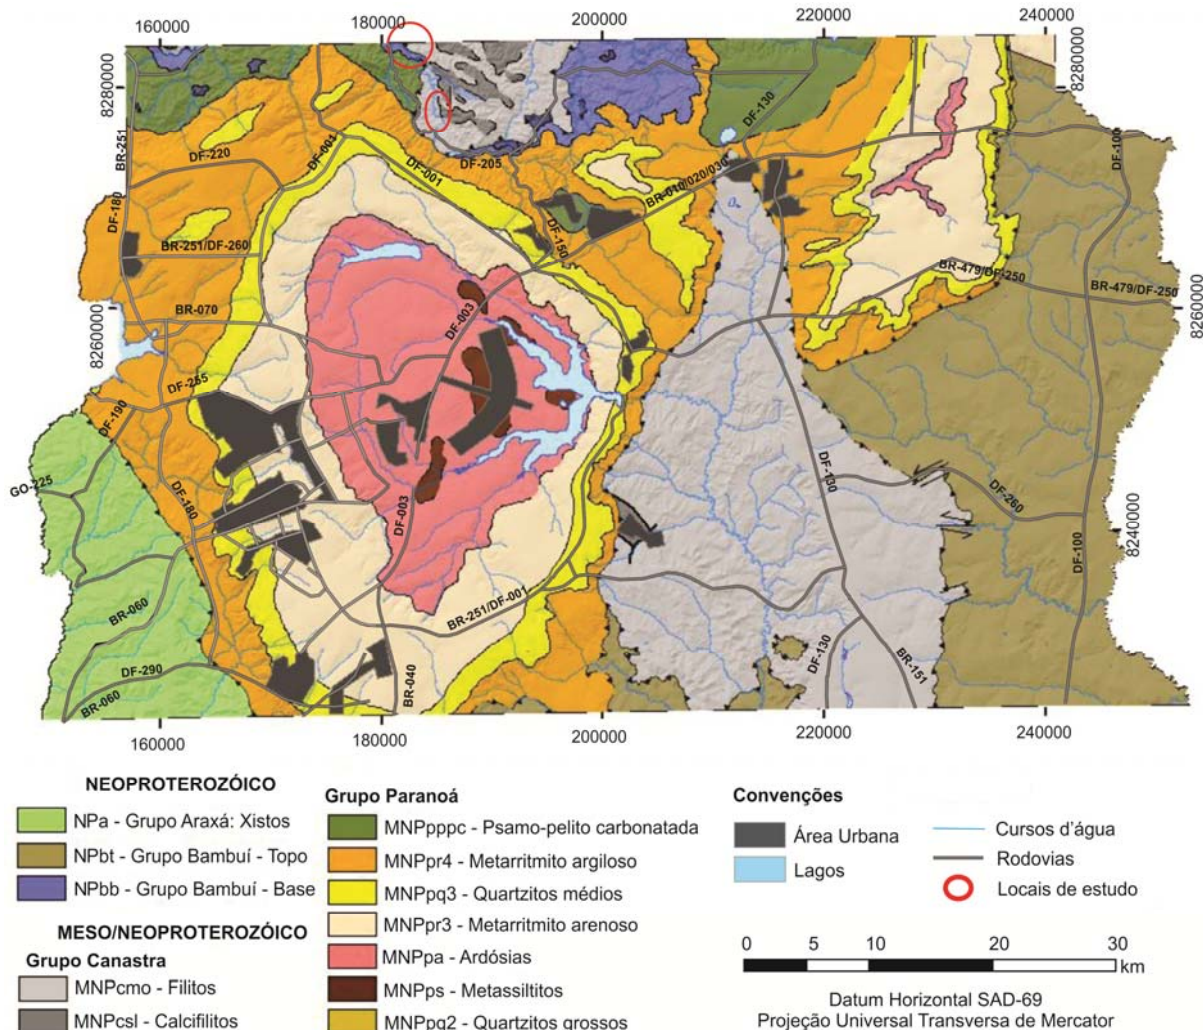 160000
180000
200000
220000
240000
8280000
8280000
BR-251
DF-220
DF-001
DF-001
DF-205
DF-130
DF-100
BR-010/020/030
DF-180
DF-150
BR-251/DF-260
BR-479/DF-250
BR-479/DF-250
BR-070
DF-003
8260000
8260000
DF-255
DF-190
GO-225
DF-180
DF-003
DF-130
DF-260
8240000
DF-100
BR-060
BR-251/DF-001
DF-290
BR-060
BR-040
DF-130
BR-151
160000
180000
200000
220000
240000
NEOPROTEROZÓICO
NPa - Grupo Araxá: Xistos
NPbt - Grupo Bambuí - Topo
NPbb - Grupo Bambuí - Base
MESO/NEOPROTEROZÓICO
Grupo Canastra
MNPcmo - Filitos
MNPcsl - Calcifilitos
Grupo Paranoá
MNPpppc - Psamo-pelito carbonatada
MNPpr4 - Metarritmito argiloso
MNPpq3 - Quartzitos médios
MNPpr3 - Metarritmito arenoso
MNPpa - Ardósias
MNPps - Metassiltitos
MNPpq2 - Quartzitos grossos
Convenções
Área Urbana
Lagos
Cursos d'água
Rodovias
Locais de estudo
0 5 10 20 30
km
Datum Horizontal SAD-69
Projeção Universal Transversa de Mercator